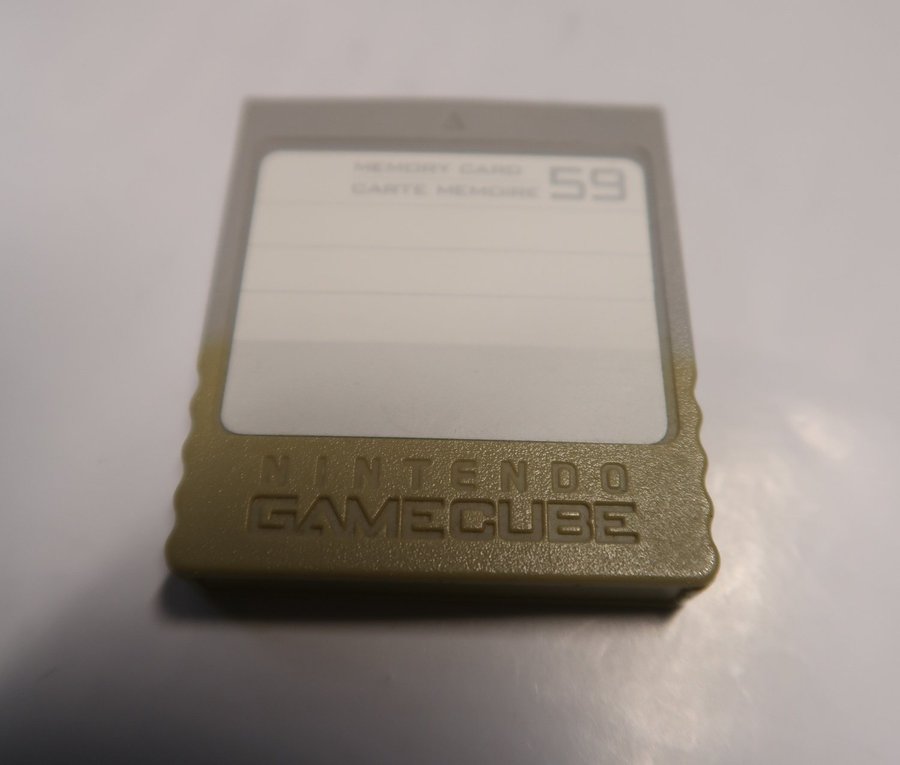 MEMORY CARD 59
CARTE MEMOIRE
NINTENDO
GAMECUBE